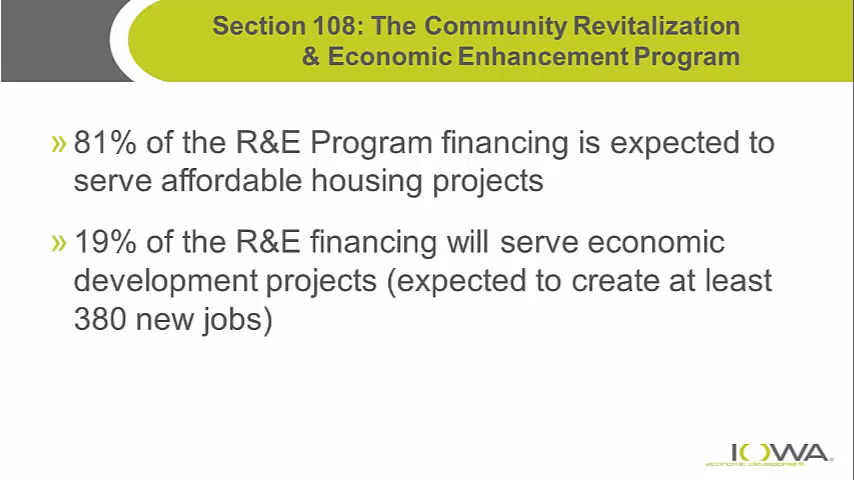 Section 108: The Community Revitalization
& Economic Enhancement Program
» 81% of the R&E Program financing is expected to
serve affordable housing projects
» 19% of the R&E financing will serve economic
development projects (expected to create at least
380 new jobs)
IOWA
economic development